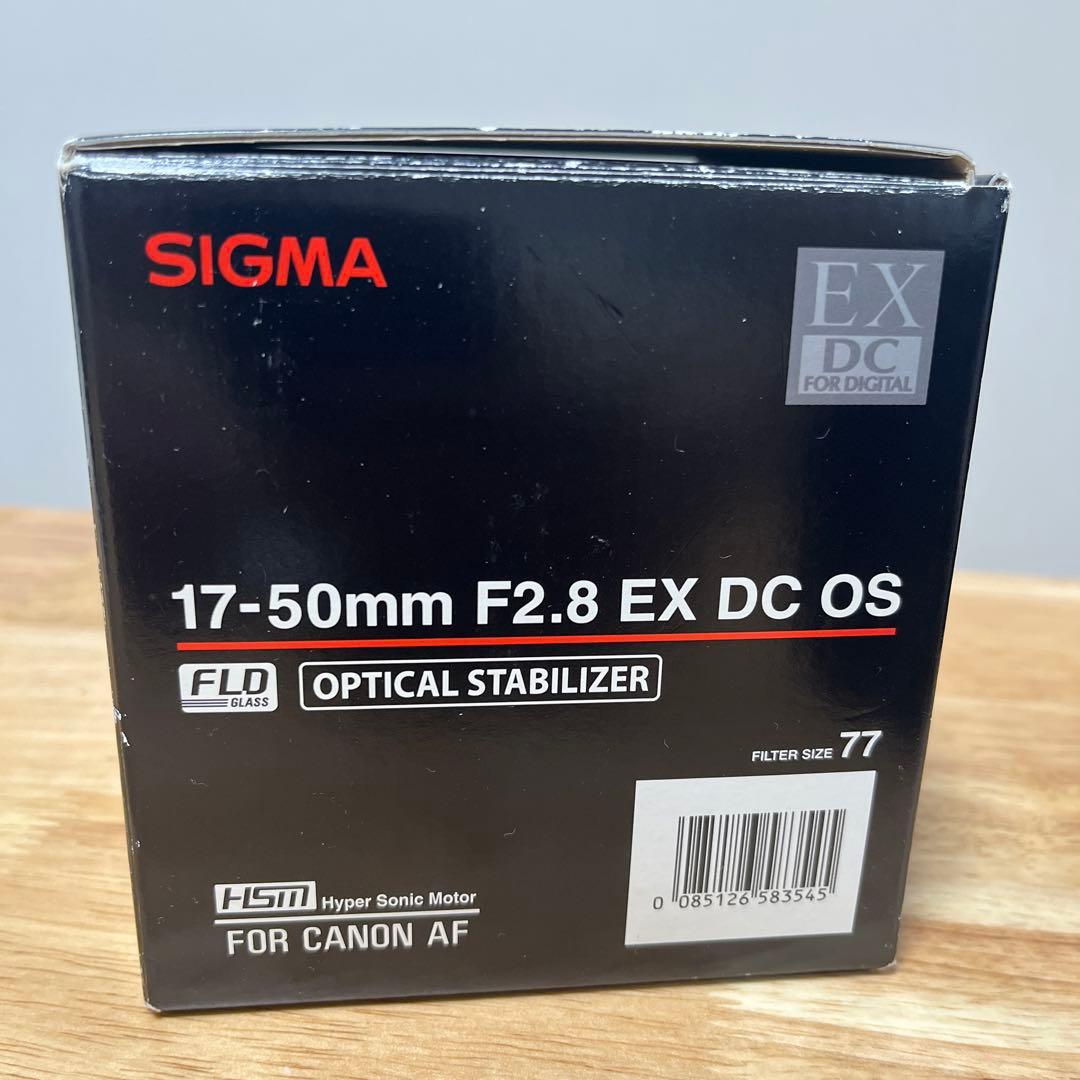 SIGMA
EX
DC
FOR DIGITAL
17-50mm F2.8 EX DC OS
FLD
GLASS
OPTICAL STABILIZER
FILTER SIZE 77
0 085126 583545
HSM Hyper Sonic Motor
FOR CANON AF